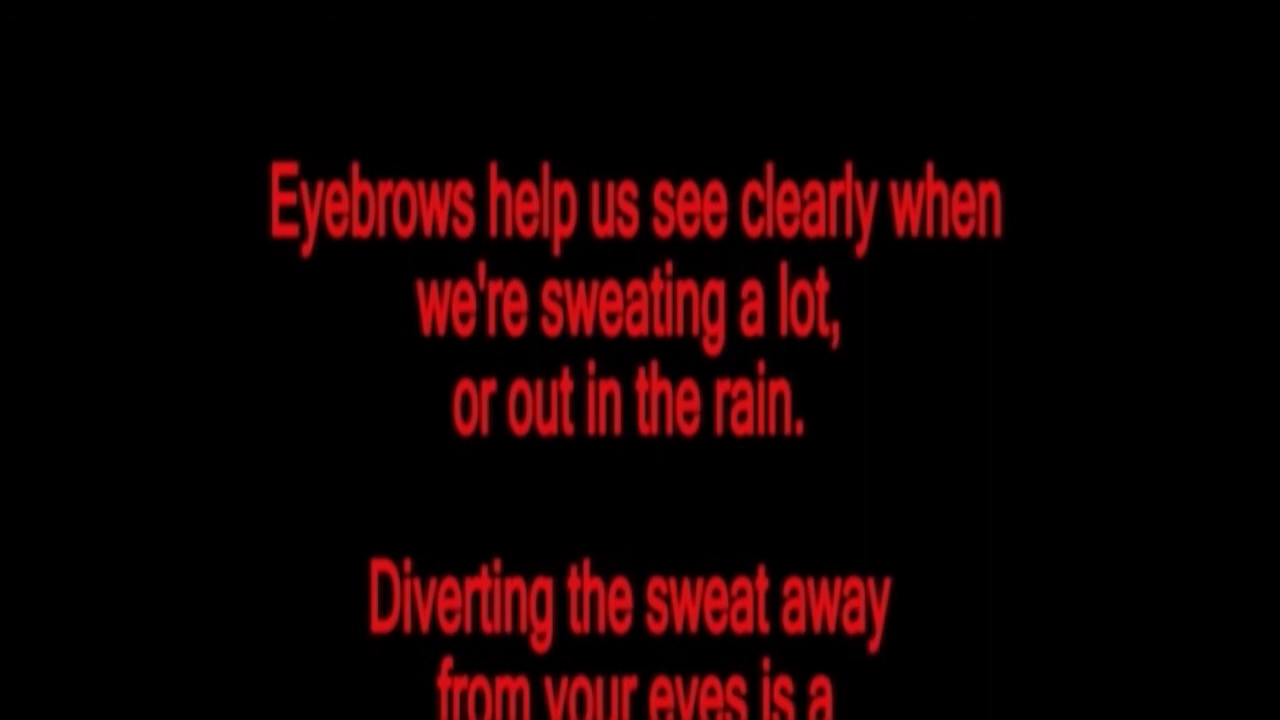 Eyebrows help us see clearly when
we're sweating a lot,
or out in the rain.
Diverting the sweat away
from your eyes is a